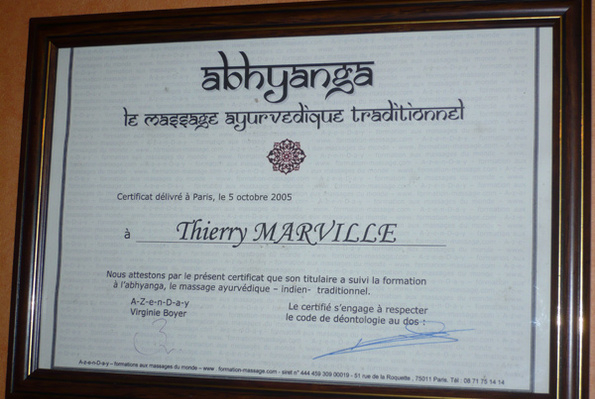 abhyanga
le massage ayurvedique traditionnel
Certificat délivré à Paris, le 5 octobre 2005
à Thierry MARVILLE
Nous attestons par le présent certificat que son titulaire a suivi la formation
à l'abhyanga, le massage ayurvédique – indien- traditionnel.
A-Z-e-n-D-a-y
Virginie Boyer
Le certifié s'engage à respecter
le code de déontologie au dos :
A-z-e-n-D-a-y – formations aux massages du monde – www . formation-massage.com - siret n° 444 459 309 00019 - 51 rue de la Roquette , 75011 Paris. Tél : 08 71 75 14 14